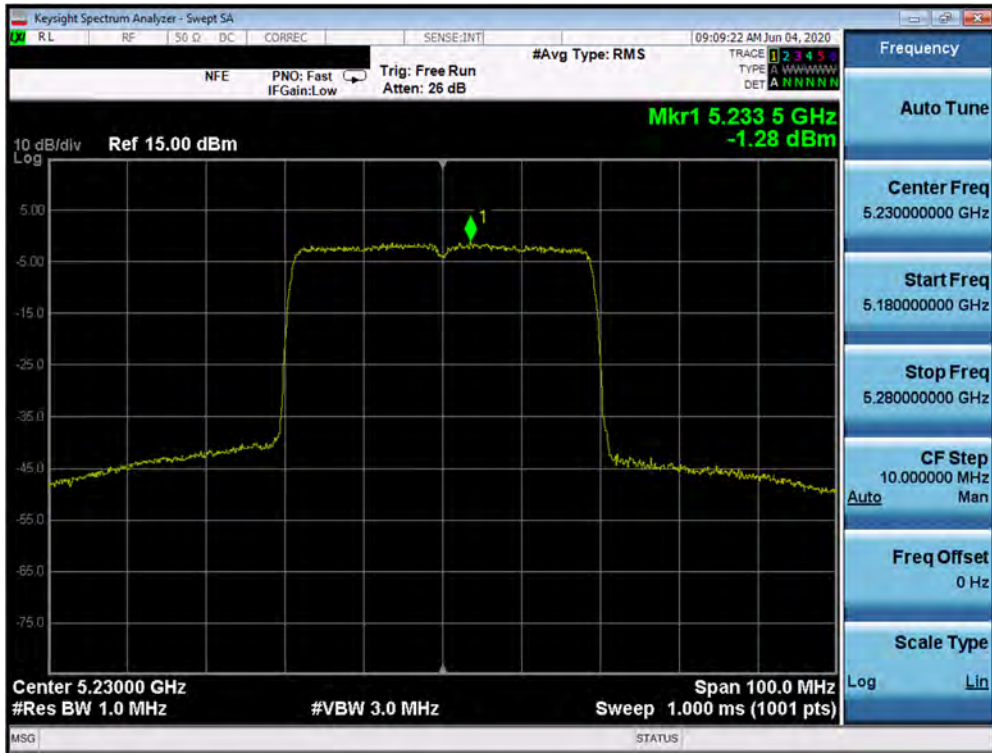 Keysight Spectrum Analyzer - Swept SA
LXI RL RF 50 Ω DC CORREC SENSE:INT 09:09:22 AM Jun 04, 2020
NFE PNO: Fast Trig: Free Run #Avg Type: RMS TRACE 1 2 3 4 5 6
IFGain:Low Atten: 26 dB TYPE A WWWWW
DET A N N N N N
Mkr1 5.233 5 GHz
-1.28 dBm
10 dB/div Ref 15.00 dBm
Log
5.00
1
-5.00
-15.0
-25.0
-35.0
-45.0
-55.0
-65.0
-75.0
Center 5.23000 GHz Span 100.0 MHz
#Res BW 1.0 MHz #VBW 3.0 MHz Sweep 1.000 ms (1001 pts)
MSG STATUS
Frequency
Auto Tune
Center Freq
5.230000000 GHz
Start Freq
5.180000000 GHz
Stop Freq
5.280000000 GHz
CF Step
10.000000 MHz
Auto Man
Freq Offset
0 Hz
Scale Type
Log Lin